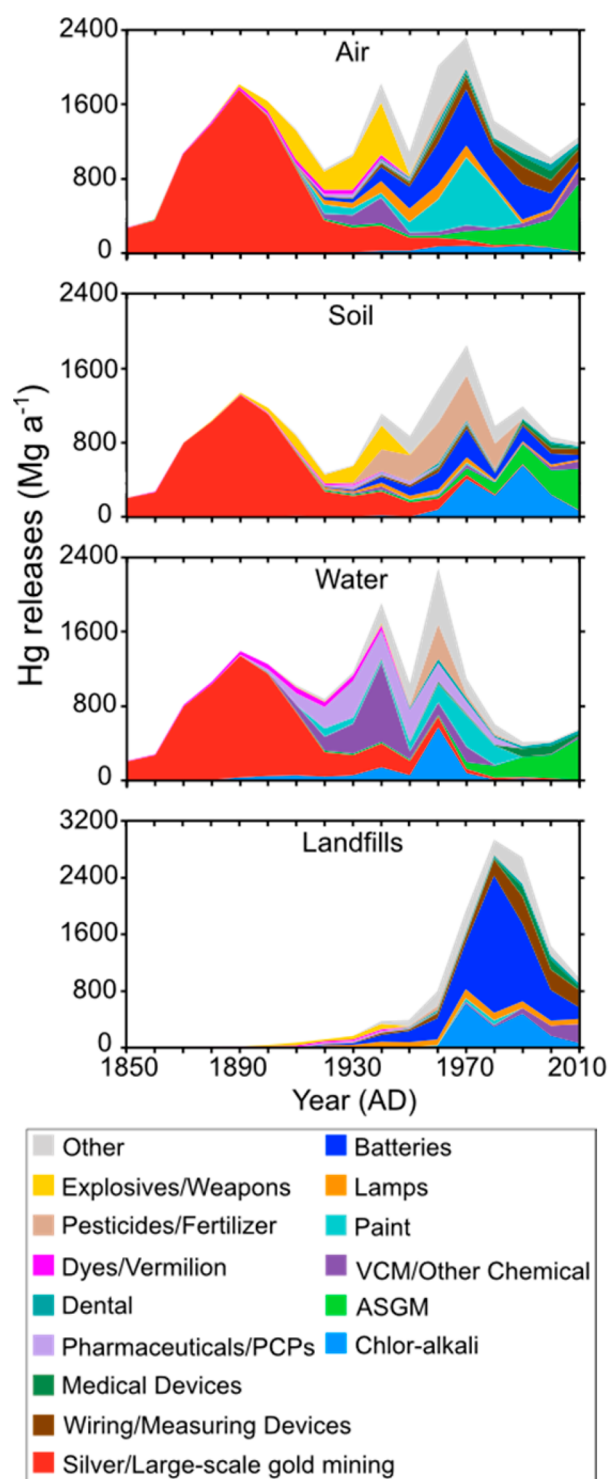 2400
Air
1600
800
0
2400
Soil
1600
800
0
Hg releases (Mg a⁻¹)
2400
Water
1600
800
0
3200
Landfills
2400
1600
800
0
1850 1890 1930 1970 2010
Year (AD)
Other
Explosives/Weapons
Pesticides/Fertilizer
Dyes/Vermilion
Dental
Pharmaceuticals/PCPs
Medical Devices
Wiring/Measuring Devices
Silver/Large-scale gold mining
Batteries
Lamps
Paint
VCM/Other Chemical
ASGM
Chlor-alkali